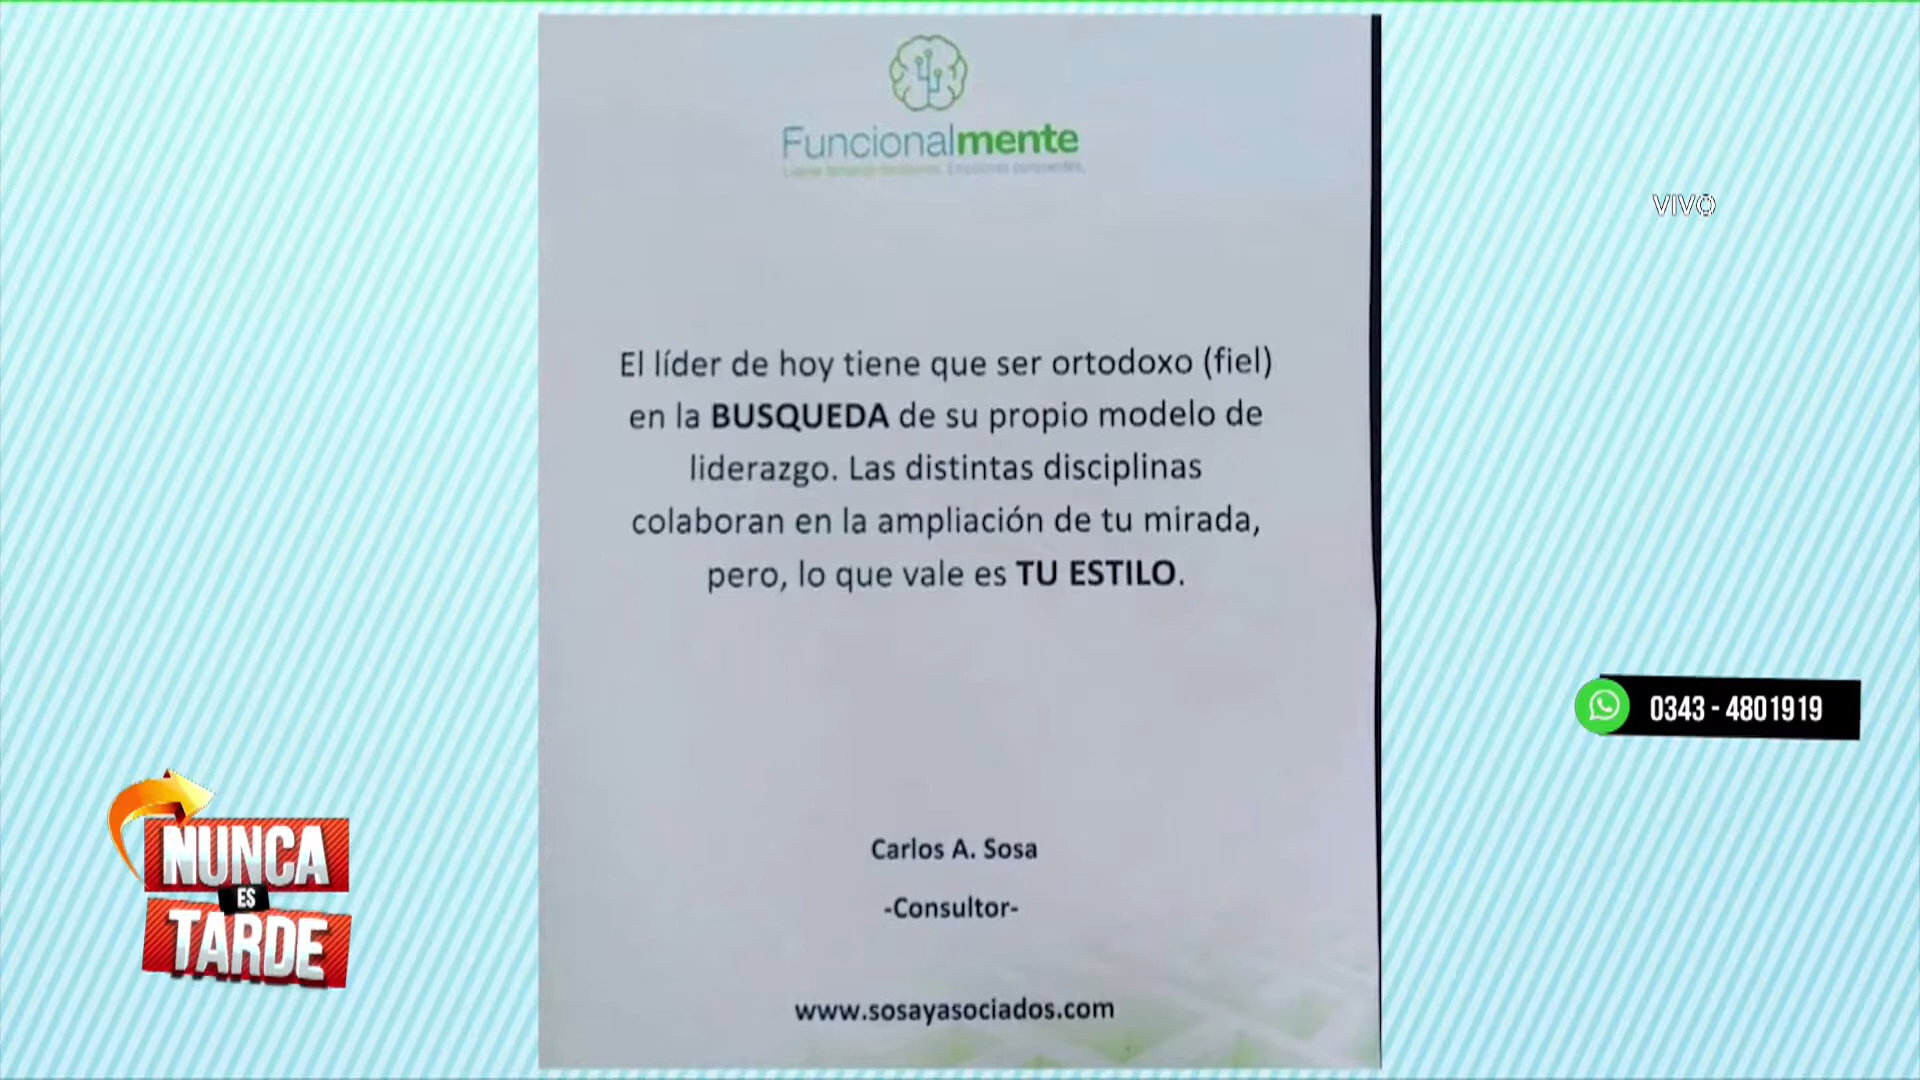 Funcionalmente
VIVO
El líder de hoy tiene que ser ortodoxo (fiel)
en la BUSQUEDA de su propio modelo de
liderazgo. Las distintas disciplinas
colaboran en la ampliación de tu mirada,
pero, lo que vale es TU ESTILO.
0343 - 4801919
NUNCA
ES
TARDE
Carlos A. Sosa
-Consultor-
www.sosayasociados.com